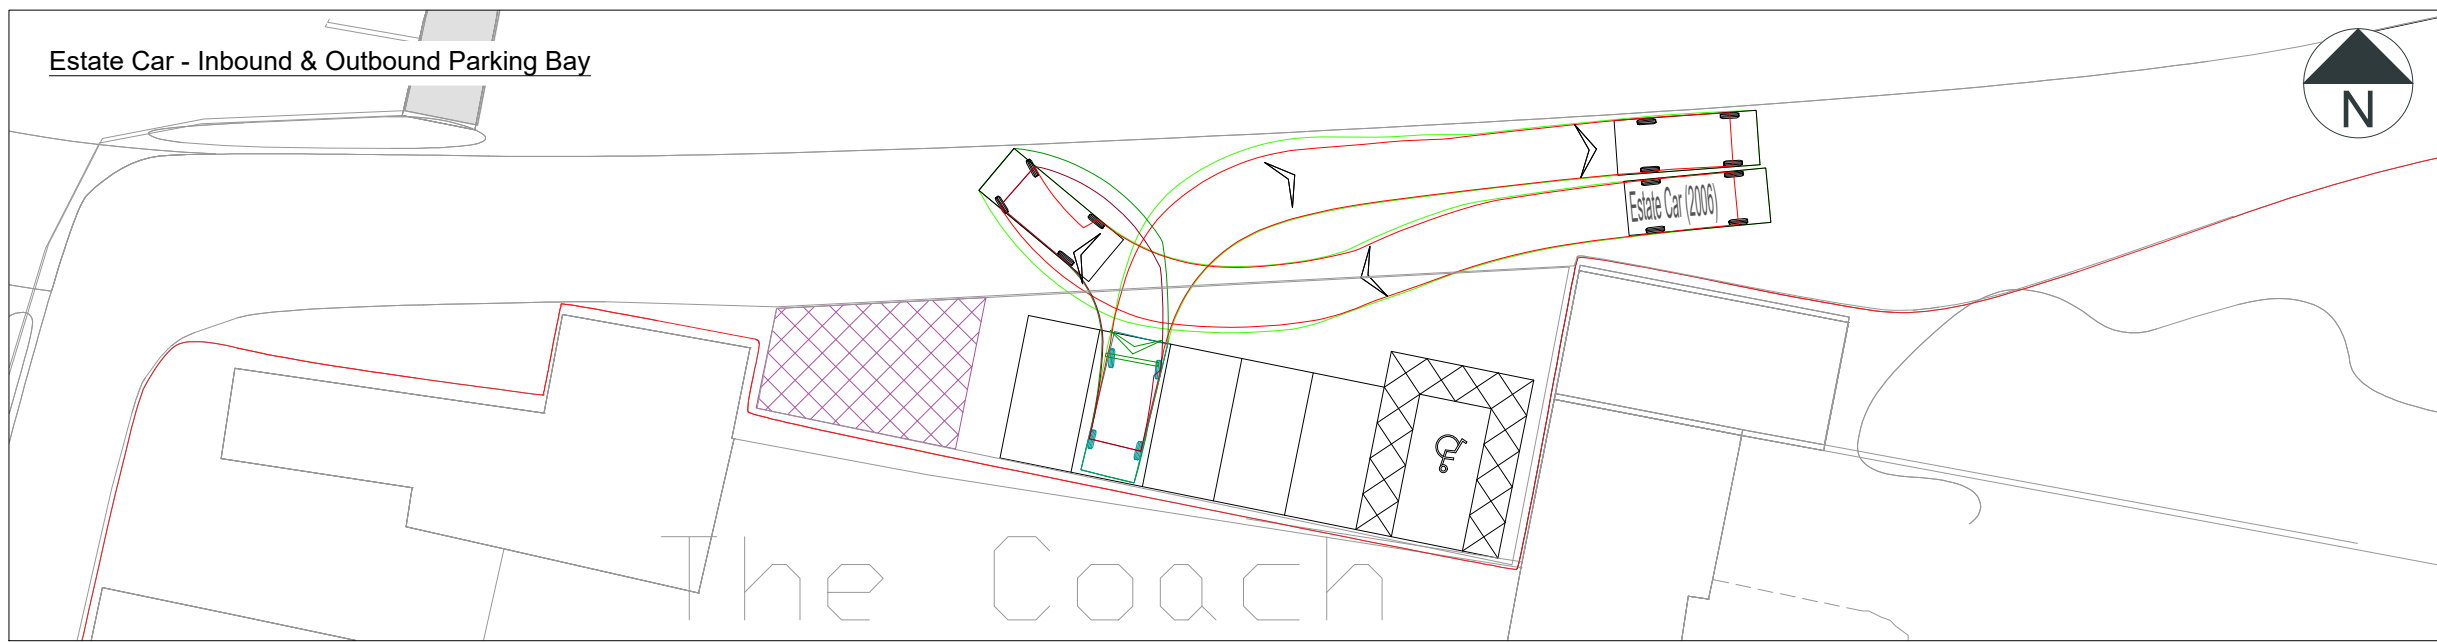 Estate Car - Inbound & Outbound Parking Bay
N
Estate Car (2006)
The Coach